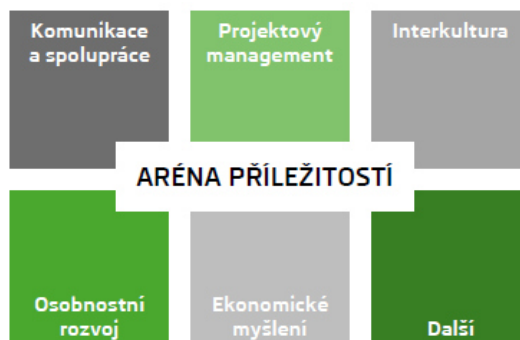 Komunikace
a spolupráce
Projektový
management
Interkultura
ARÉNA PŘÍLEŽITOSTÍ
Osobnostní
rozvoj
Ekonomické
myšlení
Další